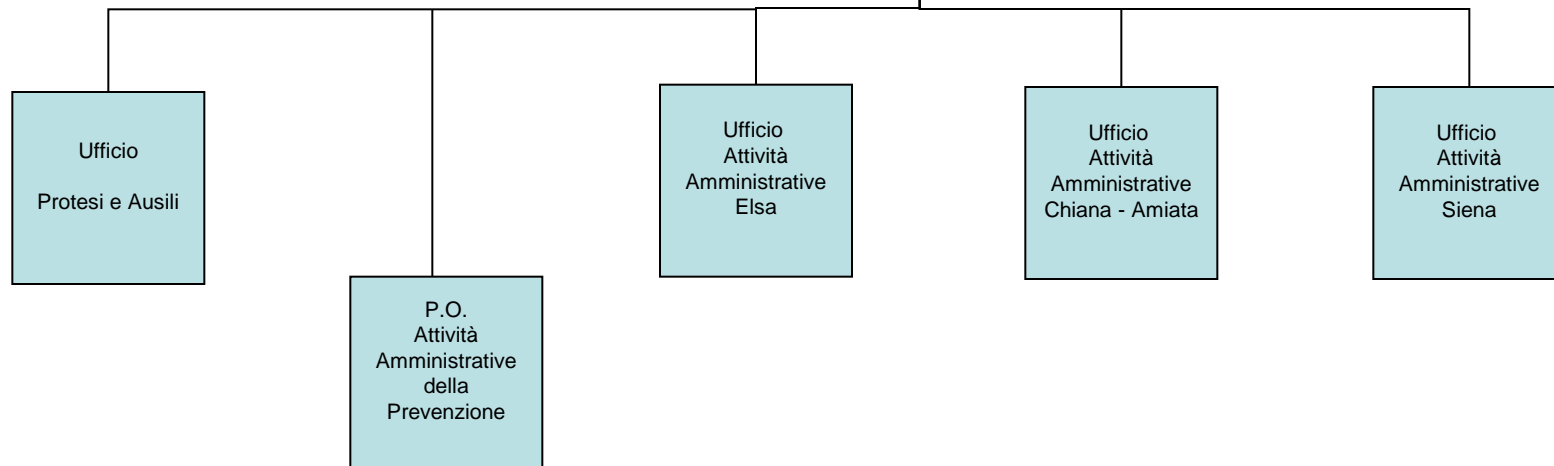 Ufficio
Protesi e Ausili
P.O.
Attività
Amministrative
della
Prevenzione
Ufficio
Attività
Amministrative
Elsa
Ufficio
Attività
Amministrative
Chiana - Amiata
Ufficio
Attività
Amministrative
Siena